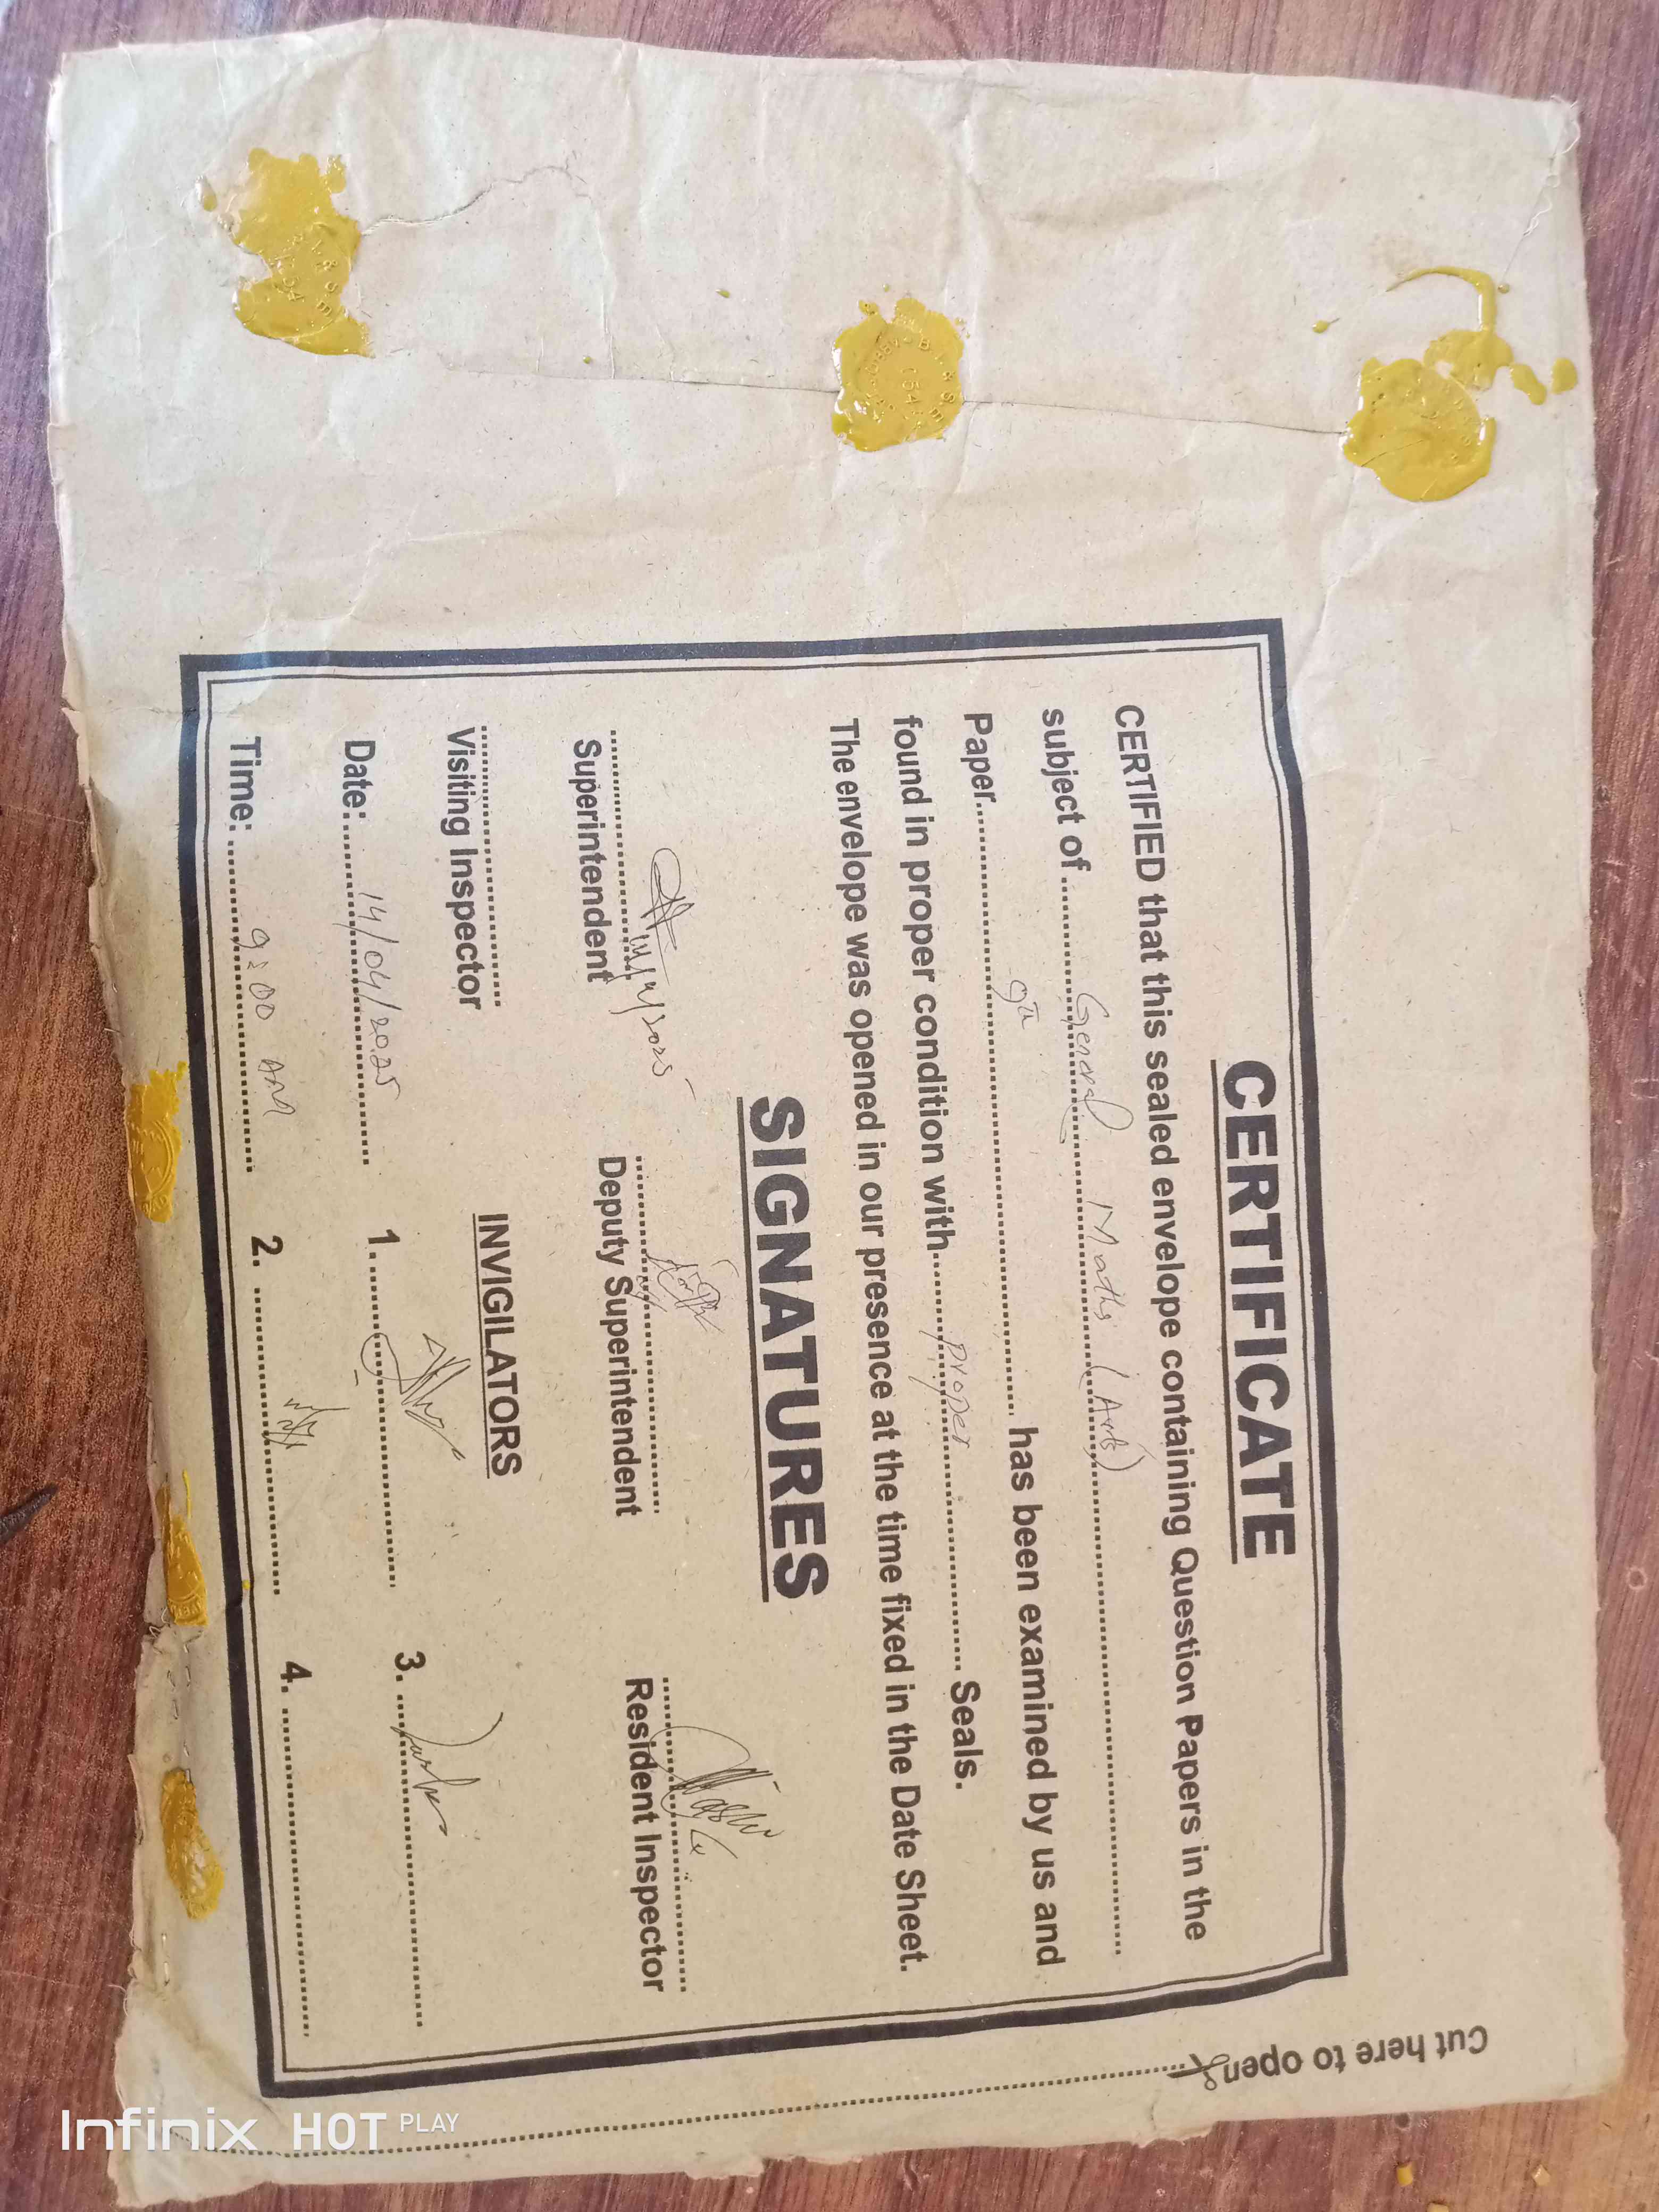 CERTIFICATE
CERTIFIED that this sealed envelope containing Question Papers in the
subject of General Maths (Arts)
Paper 9th has been examined by us and
found in proper condition with proper Seals.
The envelope was opened in our presence at the time fixed in the Date Sheet.
SIGNATURES
14/4/2025
Superintendent
Deputy Superintendent
Resident Inspector
Visiting Inspector
INVIGILATORS
Date: 14/04/2025
1.
3.
Time: 9:00 AM
2.
4.
Cut here to open
Infinix HOT PLAY